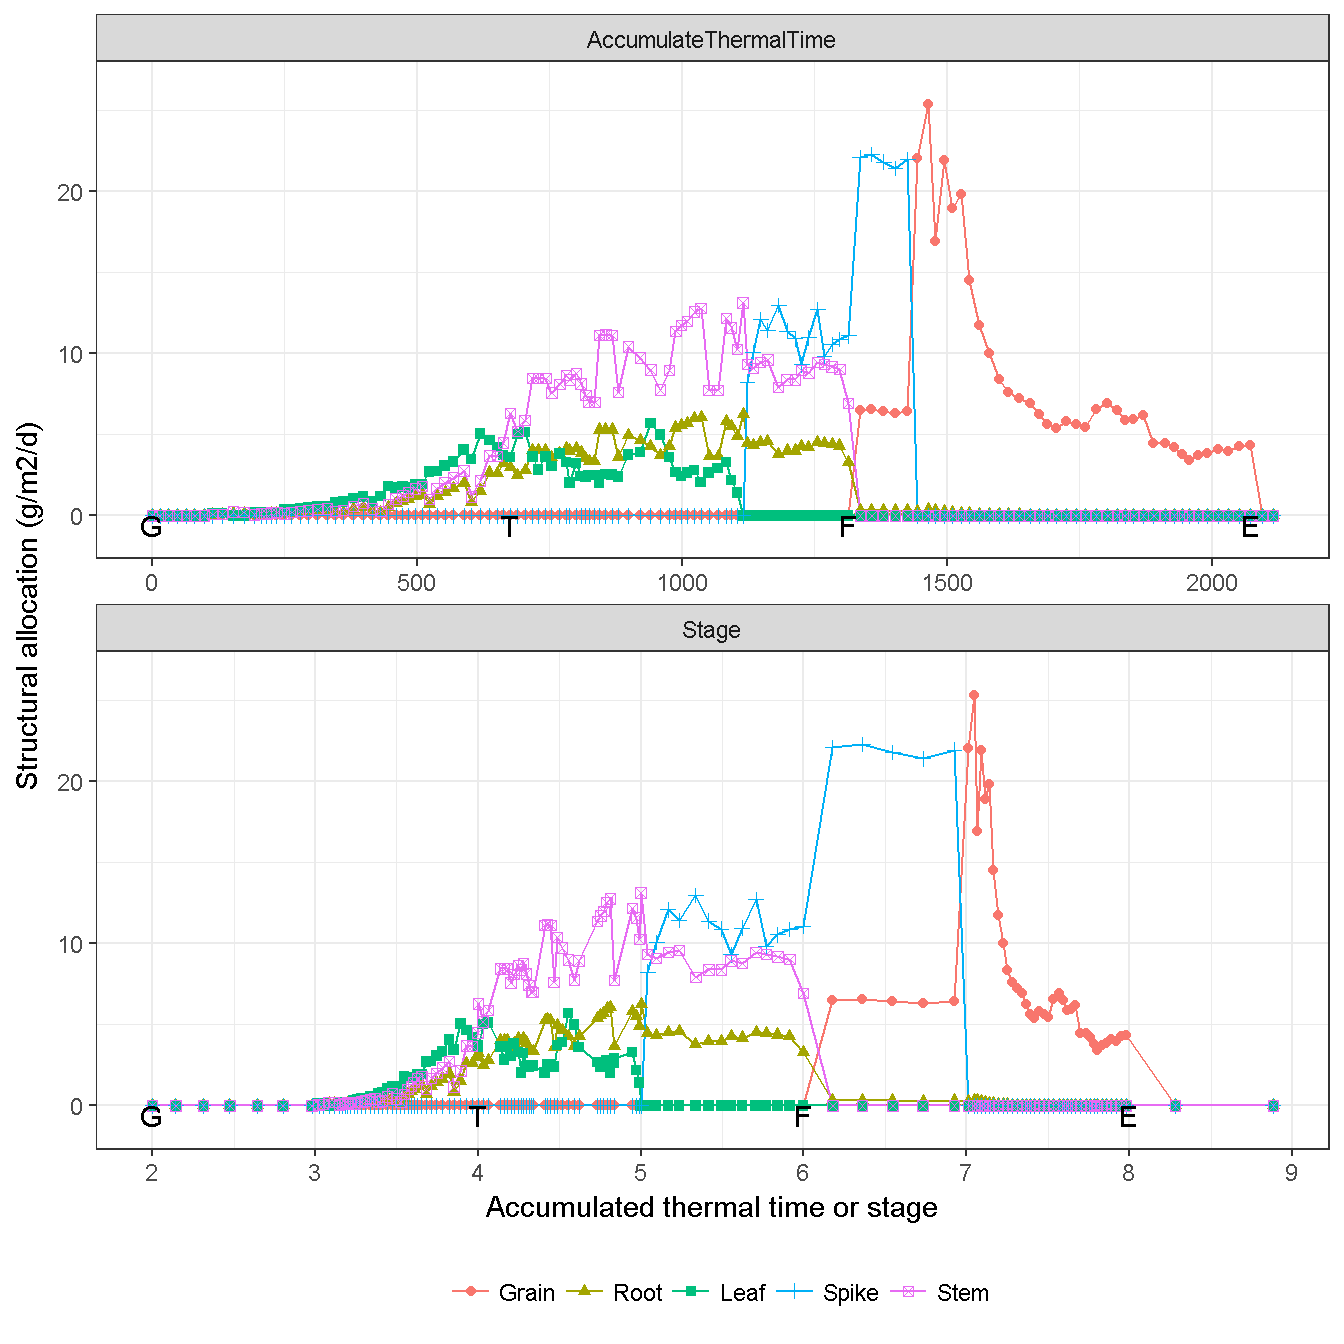 AccumulateThermalTime
20
10
0
G T F E
0 500 1000 1500 2000
Structural allocation (g/m2/d)
Stage
20
10
0
G T F E
2 3 4 5 6 7 8 9
Accumulated thermal time or stage
Grain Root Leaf Spike Stem